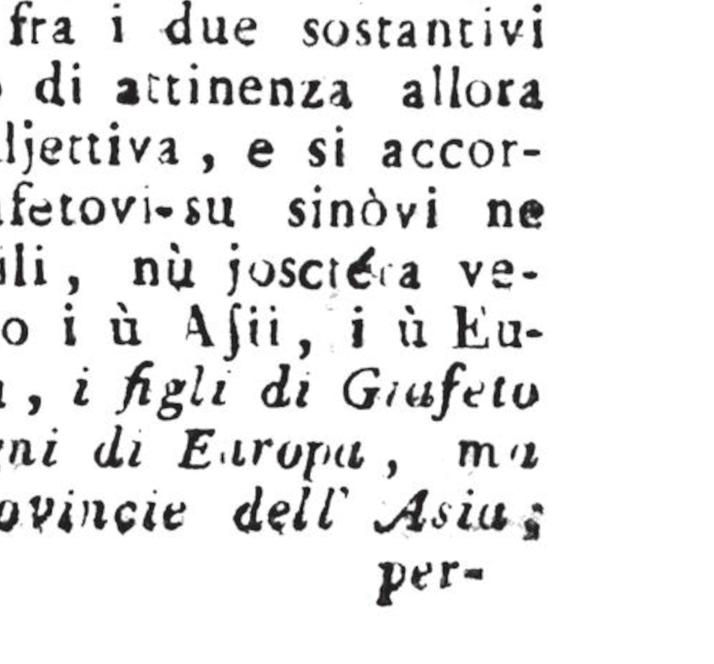 fra i due sostantivi
di attinenza allora
ljettiva, e si accor-
fetovi-su sinòvi ne
ili, nù josctéra ve-
o i ù Aſii, i ù Eu-
, i figli di Giafeto
ni di Europa, ma
ovincie dell' Asia;
per-